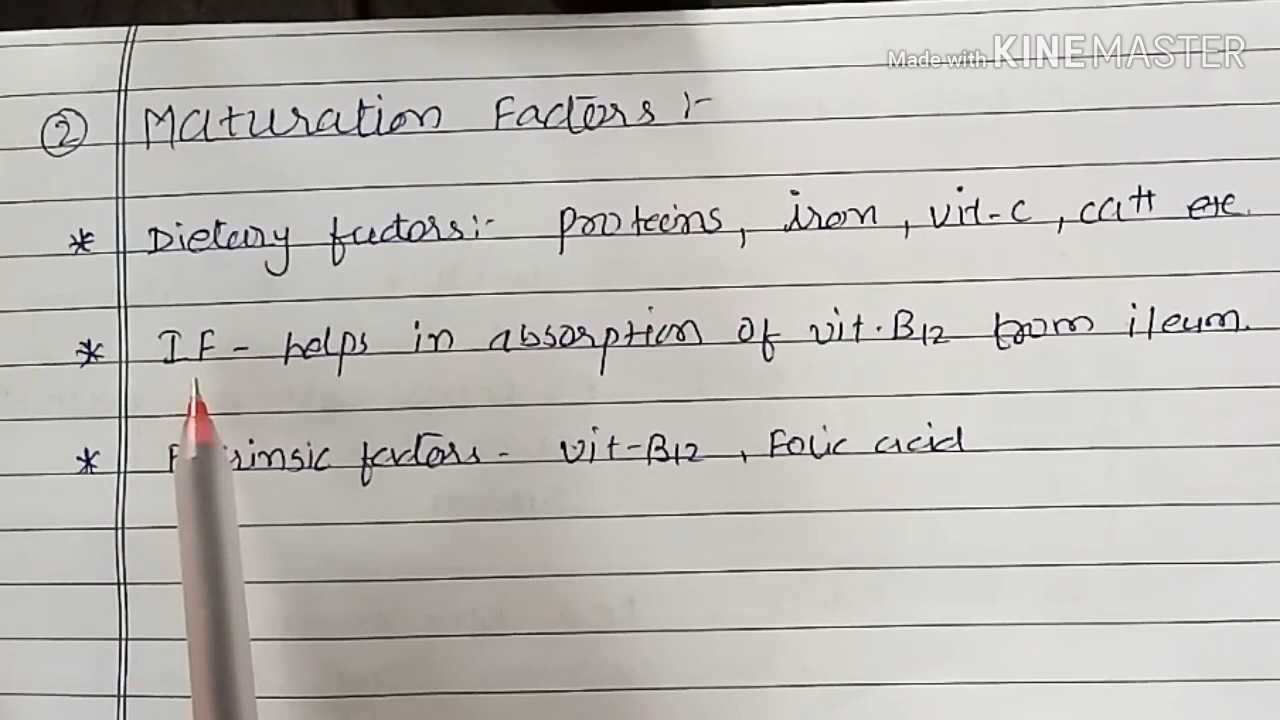 Made with KINEMASTER
② Maturation Factors :-
* Dietary factors:- Proteins, iron, vit-c, ca++ etc.
* IF - helps in absorption of vit.B12 from ileum.
* factors - vit-B12, Folic acid